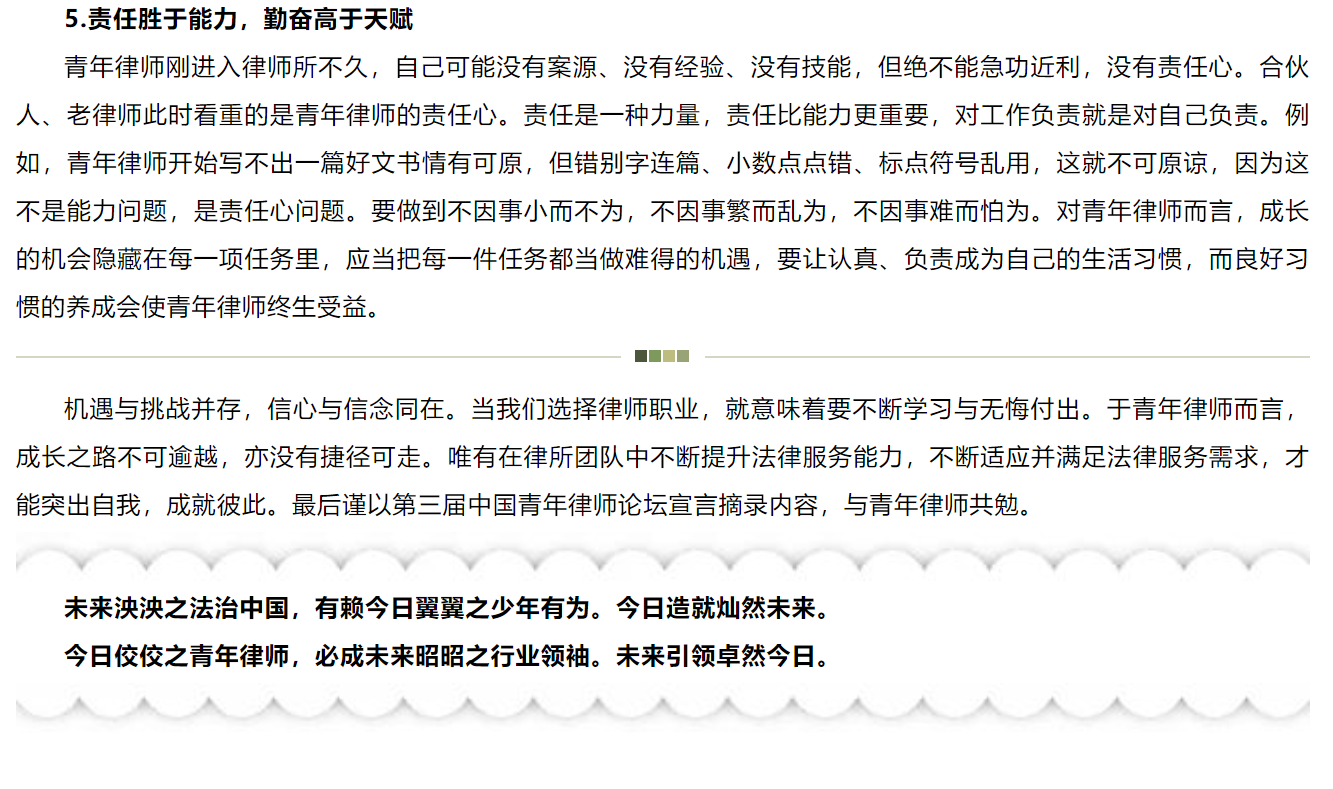 5.责任胜于能力，勤奋高于天赋
青年律师刚进入律师所不久，自己可能没有案源、没有经验、没有技能，但绝不能急功近利，没有责任心。合伙
人、老律师此时看重的是青年律师的责任心。责任是一种力量，责任比能力更重要，对工作负责就是对自己负责。例
如，青年律师开始写不出一篇好文书情有可原，但错别字连篇、小数点点错、标点符号乱用，这就不可原谅，因为这
不是能力问题，是责任心问题。要做到不因事小而不为，不因事繁而乱为，不因事难而怕为。对青年律师而言，成长
的机会隐藏在每一项任务里，应当把每一件任务都当做难得的机遇，要让认真、负责成为自己的生活习惯，而良好习
惯的养成会使青年律师终生受益。
机遇与挑战并存，信心与信念同在。当我们选择律师职业，就意味着要不断学习与无悔付出。于青年律师而言，
成长之路不可逾越，亦没有捷径可走。唯有在律所团队中不断提升法律服务能力，不断适应并满足法律服务需求，才
能突出自我，成就彼此。最后谨以第三届中国青年律师论坛宣言摘录内容，与青年律师共勉。
未来泱泱之法治中国，有赖今日翼翼之少年有为。今日造就灿然未来。
今日佼佼之青年律师，必成未来昭昭之行业领袖。未来引领卓然今日。